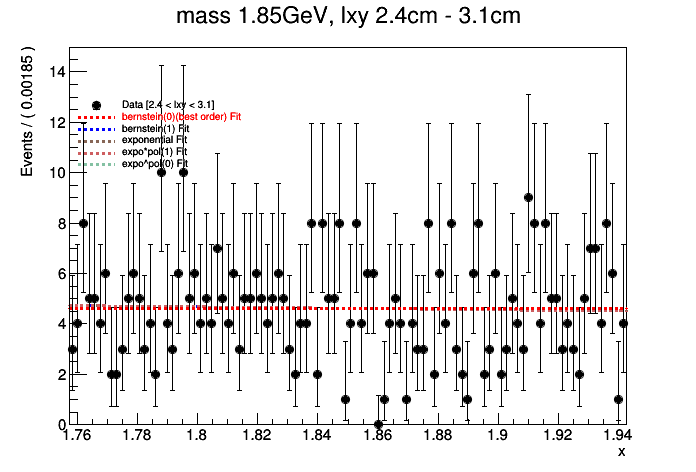 mass 1.85GeV, lxy 2.4cm - 3.1cm
Events / ( 0.00185 )
14
12
10
8
6
4
2
0
Data [2.4 < lxy < 3.1]
bernstein(0)(best order) Fit
bernstein(1) Fit
exponential Fit
expo*pol(1) Fit
expo^pol(0) Fit
1.76 1.78 1.8 1.82 1.84 1.86 1.88 1.9 1.92 1.94
x